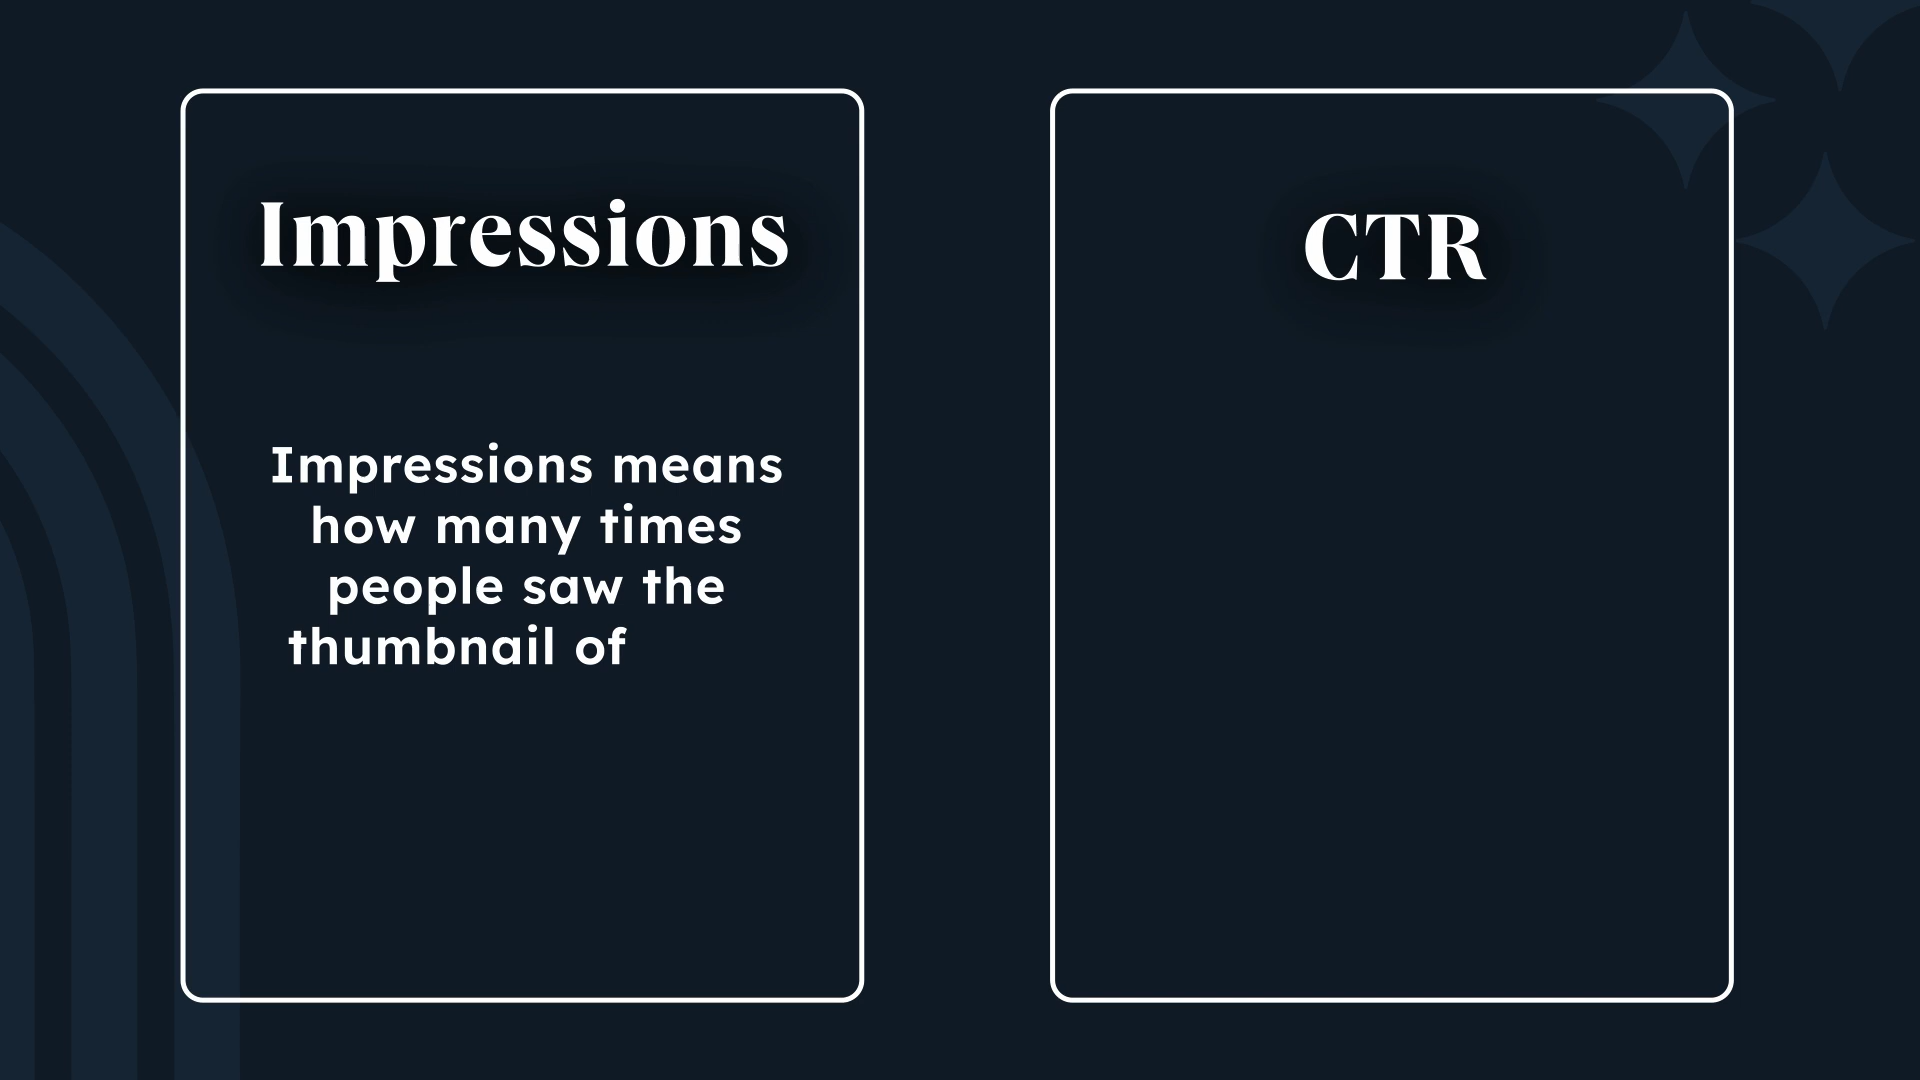 Impressions
Impressions means
how many times
people saw the
thumbnail of
CTR